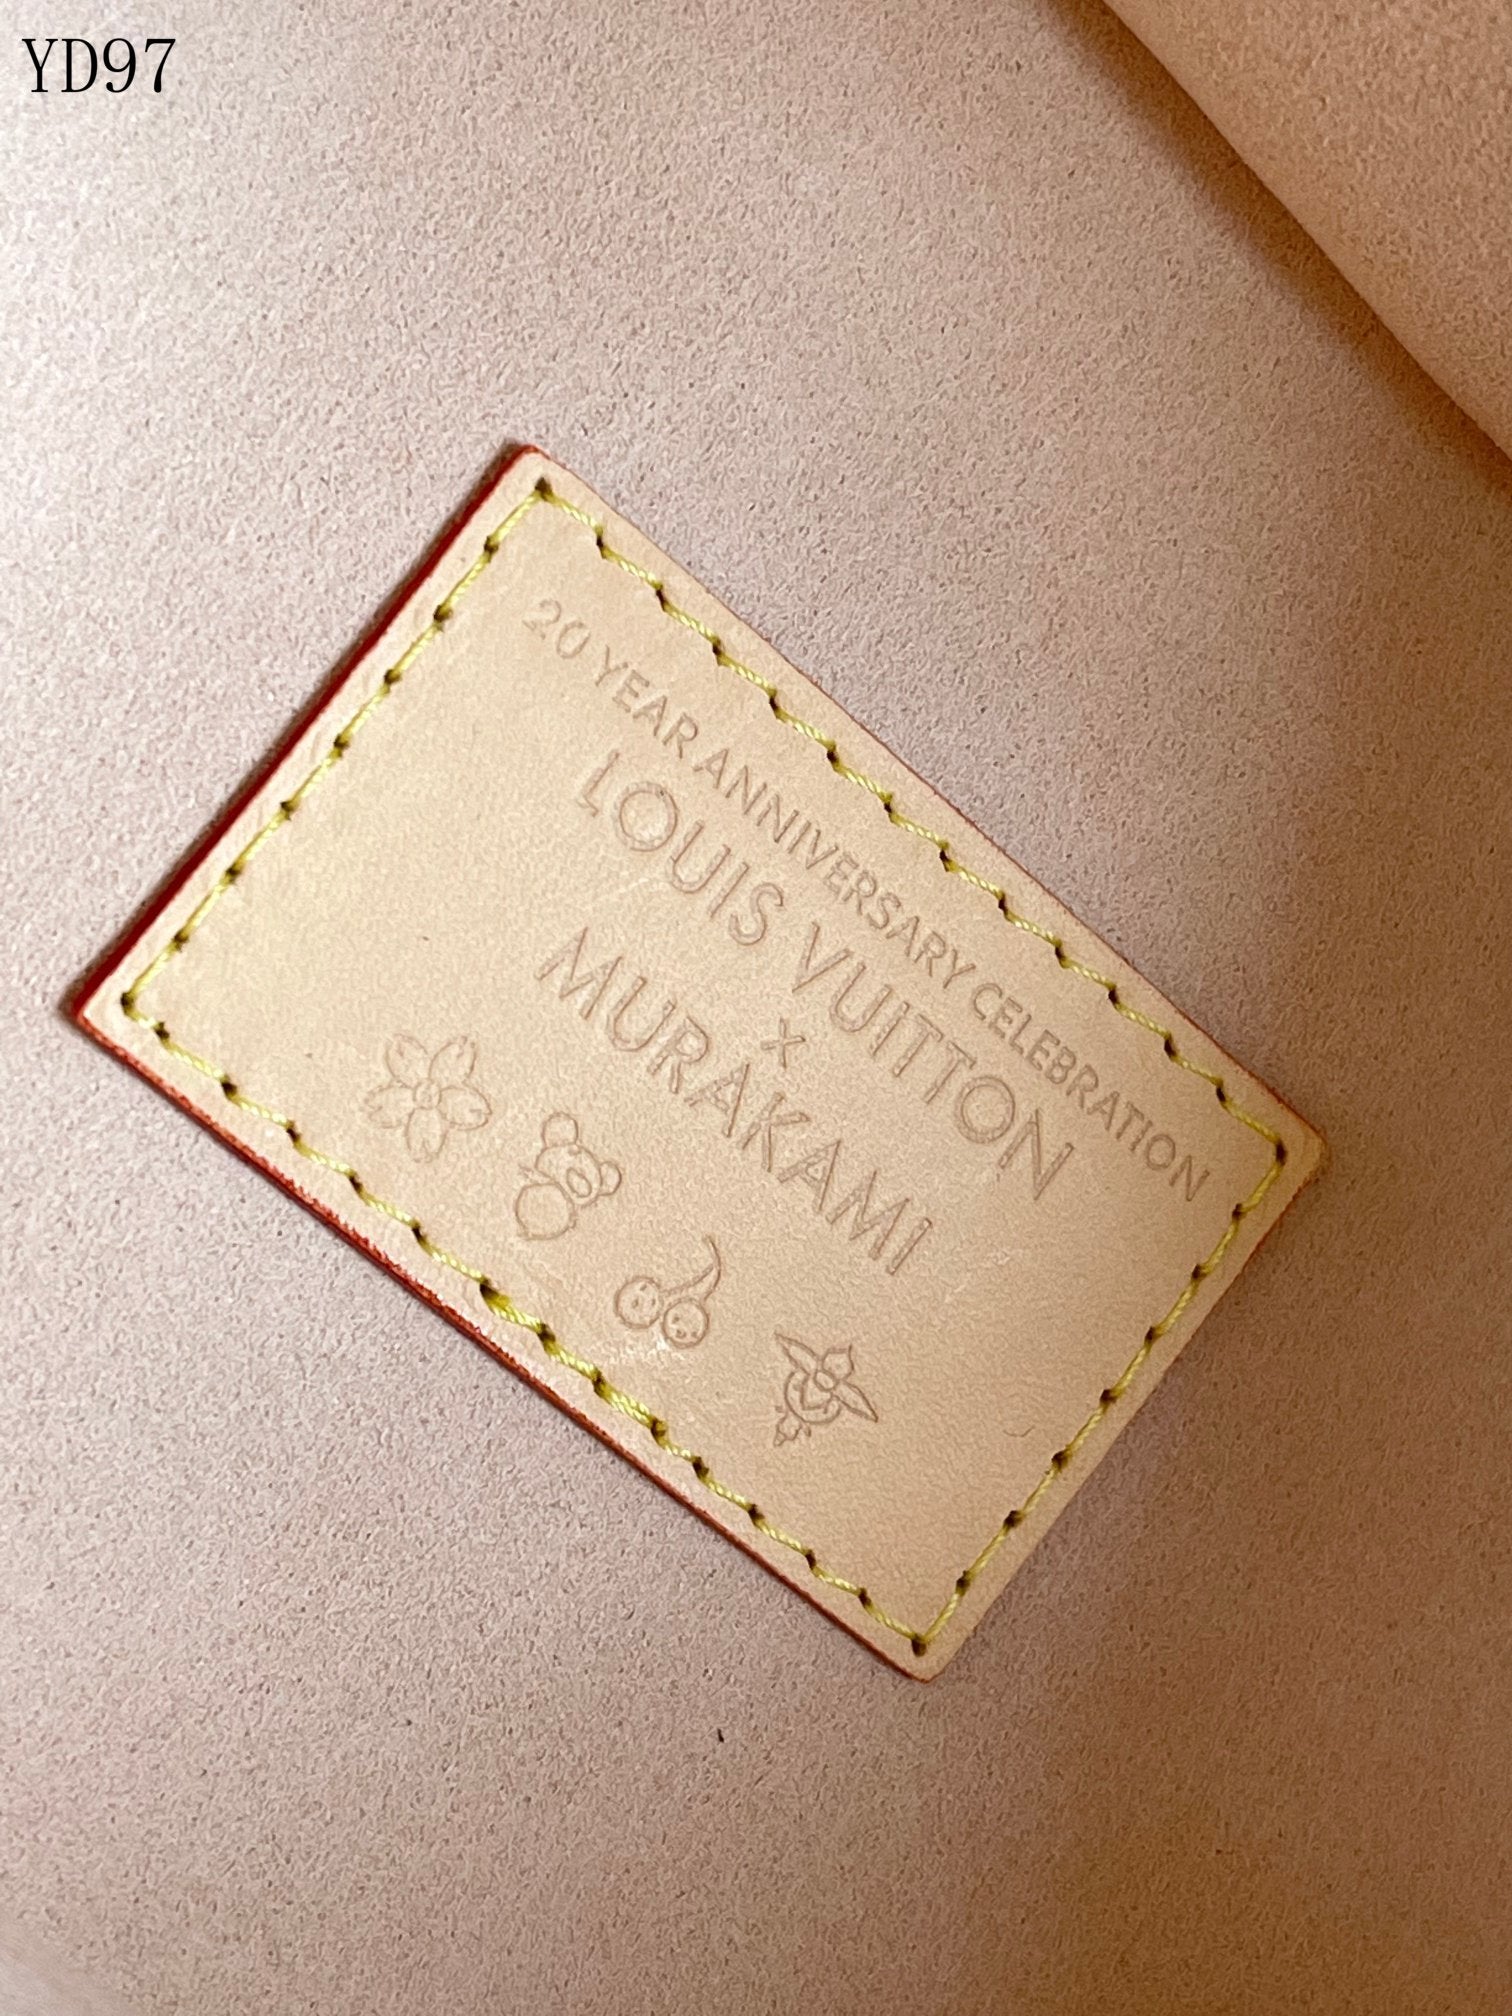 YD97
20 YEAR ANNIVERSARY CELEBRATION
LOUIS VUITTON
x
MURAKAMI